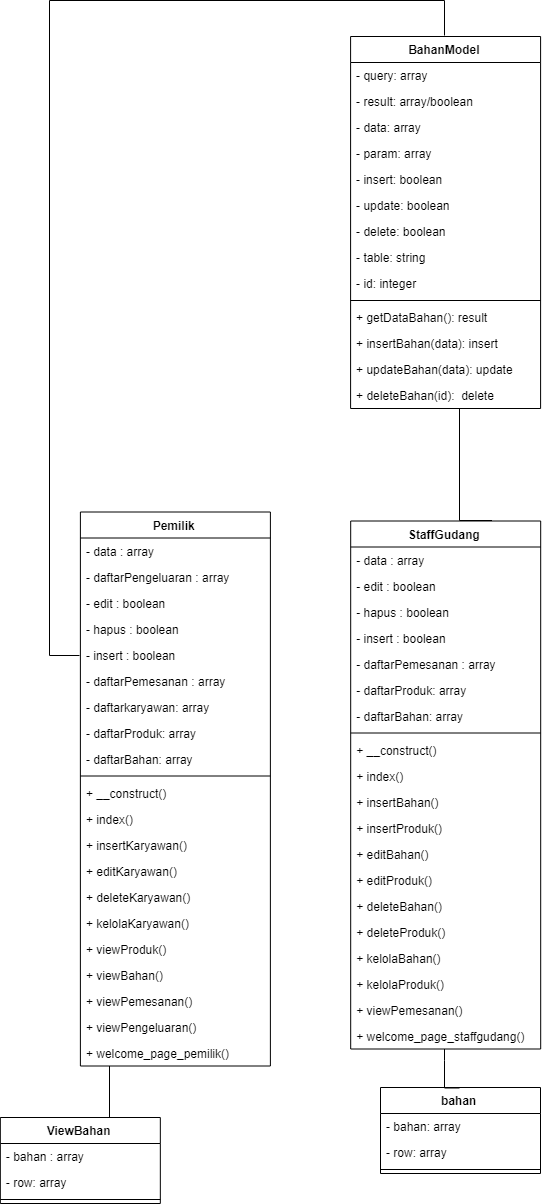 BahanModel
- query: array
- result: array/boolean
- data: array
- param: array
- insert: boolean
- update: boolean
- delete: boolean
- table: string
- id: integer
+ getDataBahan(): result
+ insertBahan(data): insert
+ updateBahan(data): update
+ deleteBahan(id):  delete
Pemilik
- data : array
- daftarPengeluaran : array
- edit : boolean
- hapus : boolean
- insert : boolean
- daftarPemesanan : array
- daftarkaryawan: array
- daftarProduk: array
- daftarBahan: array
+ __construct()
+ index()
+ insertKaryawan()
+ editKaryawan()
+ deleteKaryawan()
+ kelolaKaryawan()
+ viewProduk()
+ viewBahan()
+ viewPemesanan()
+ viewPengeluaran()
+ welcome_page_pemilik()
StaffGudang
- data : array
- edit : boolean
- hapus : boolean
- insert : boolean
- daftarPemesanan : array
- daftarProduk: array
- daftarBahan: array
+ __construct()
+ index()
+ insertBahan()
+ insertProduk()
+ editBahan()
+ editProduk()
+ deleteBahan()
+ deleteProduk()
+ kelolaBahan()
+ kelolaProduk()
+ viewPemesanan()
+ welcome_page_staffgudang()
ViewBahan
- bahan : array
- row: array
bahan
- bahan: array
- row: array